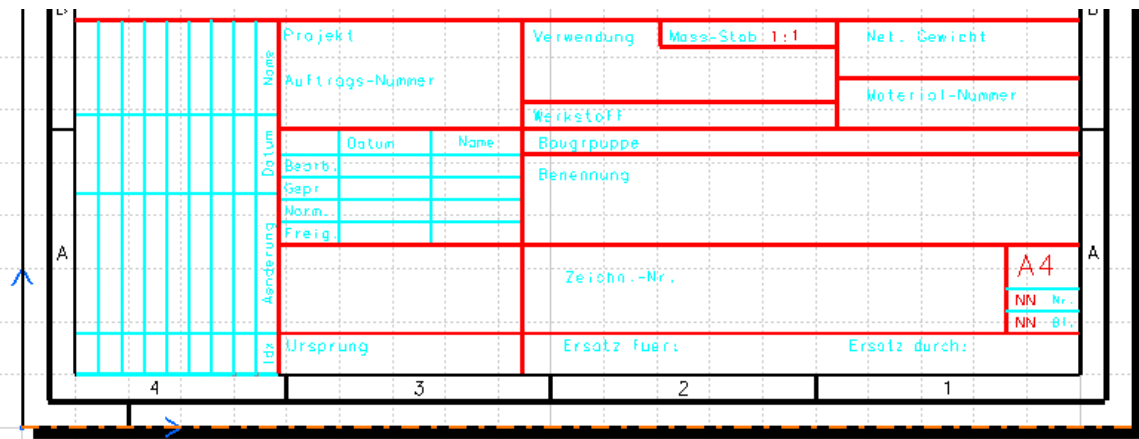 B B
Projekt Verwendung Mass-Stab 1:1 Net. Gewicht
Name
Auftrags-Nummer
Material-Nummer
Werkstoff
Datum
Datum Name Baugrpuppe
Bearb.
Benennung
Gepr
Norm.
Freig.
Aenderung
A A
Zeichn.-Nr. A4
NN Nr.
NN Bl.
Idx
Ursprung Ersatz fuer: Ersatz durch:
4 3 2 1